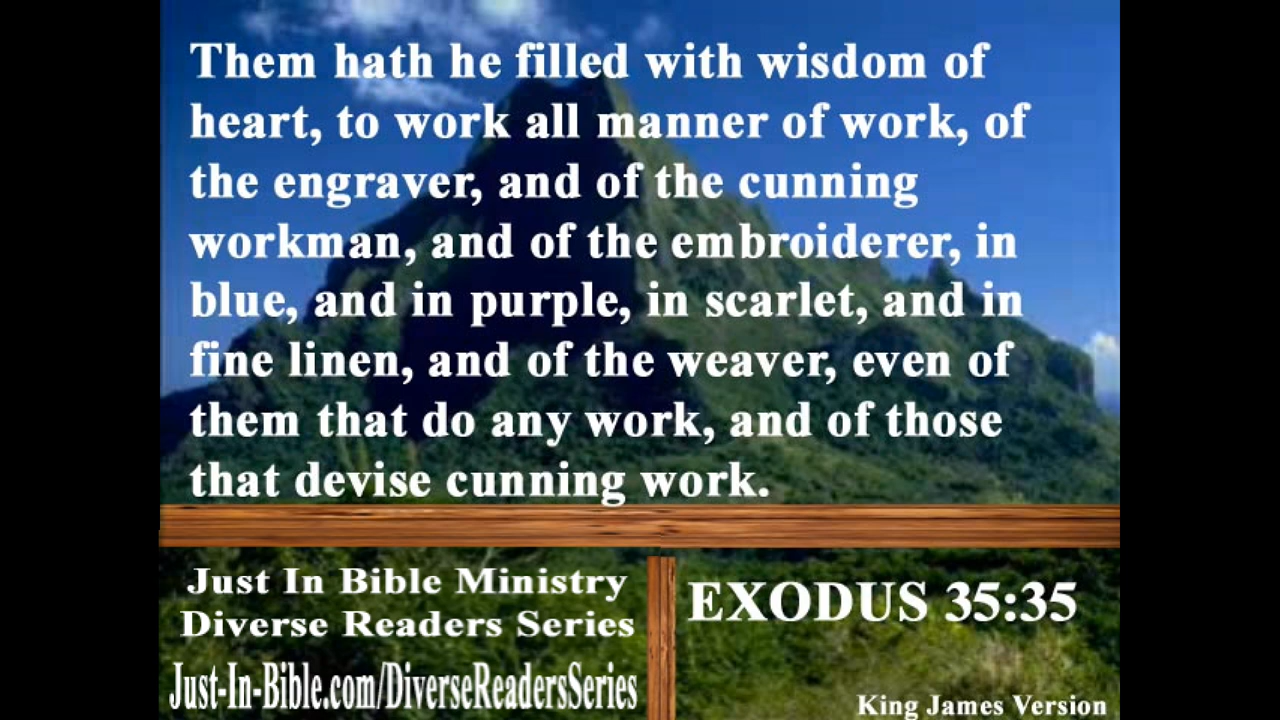 Them hath he filled with wisdom of
heart, to work all manner of work, of
the engraver, and of the cunning
workman, and of the embroiderer, in
blue, and in purple, in scarlet, and in
fine linen, and of the weaver, even of
them that do any work, and of those
that devise cunning work.
Just In Bible Ministry
Diverse Readers Series
Just-In-Bible.com/DiverseReadersSeries
EXODUS 35:35
King James Version